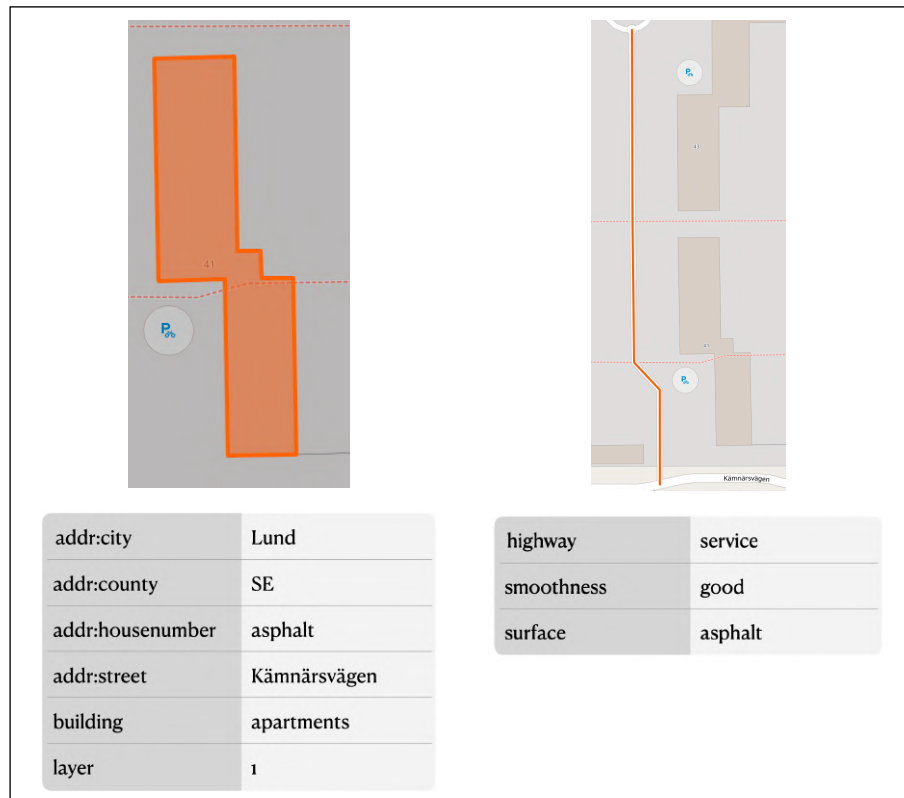 41
P
P
41
41
P
Kämnärsvägen
addr:city Lund
addr:county SE
addr:housenumber asphalt
addr:street Kämnärsvägen
building apartments
layer 1
highway service
smoothness good
surface asphalt